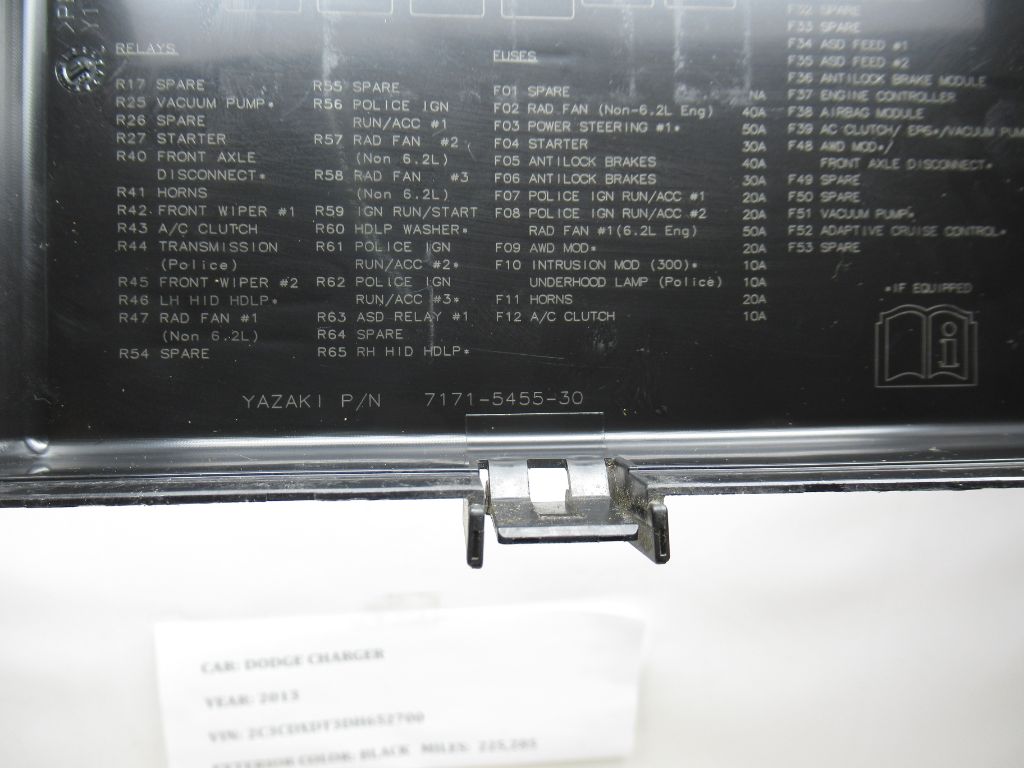 RELAYS
R17 SPARE
R25 VACUUM PUMP*
R26 SPARE
R27 STARTER
R40 FRONT AXLE
DISCONNECT*
R41 HORNS
R42 FRONT WIPER #1
R43 A/C CLUTCH
R44 TRANSMISSION
(Police)
R45 FRONT WIPER #2
R46 LH HID HDLP*
R47 RAD FAN #1
(Non 6.2L)
R54 SPARE
R55 SPARE
R56 POLICE IGN
RUN/ACC #1
R57 RAD FAN #2
(Non 6.2L)
R58 RAD FAN #3
(Non 6.2L)
R59 IGN RUN/START
R60 HDLP WASHER*
R61 POLICE IGN
RUN/ACC #2*
R62 POLICE IGN
RUN/ACC #3*
R63 ASD RELAY #1
R64 SPARE
R65 RH HID HDLP*
FUSES
F01 SPARE NA
F02 RAD FAN (Non-6.2L Eng) 40A
F03 POWER STEERING #1* 50A
F04 STARTER 30A
F05 ANTILOCK BRAKES 40A
F06 ANTILOCK BRAKES 30A
F07 POLICE IGN RUN/ACC #1 20A
F08 POLICE IGN RUN/ACC #2 20A
RAD FAN #1(6.2L Eng) 50A
F09 AWD MOD* 20A
F10 INTRUSION MOD (300)* 10A
UNDERHOOD LAMP (Police) 10A
F11 HORNS 20A
F12 A/C CLUTCH 10A
F32 SPARE
F33 SPARE
F34 ASD FEED #1
F35 ASD FEED #2
F36 ANTILOCK BRAKE MODULE
F37 ENGINE CONTROLLER
F38 AIRBAG MODULE
F39 AC CLUTCH/ EPS*/VACUUM PUM
F48 AWD MOD*/
FRONT AXLE DISCONNECT*
F49 SPARE
F50 SPARE
F51 VACUUM PUMP*
F52 ADAPTIVE CRUISE CONTROL*
F53 SPARE
*IF EQUIPPED
YAZAKI P/N 7171-5455-30
CAR: DODGE CHARGER
YEAR: 2013
VIN: 2C3CDXDT3DH652700
EXTERIOR COLOR: BLACK MILES: 225,205